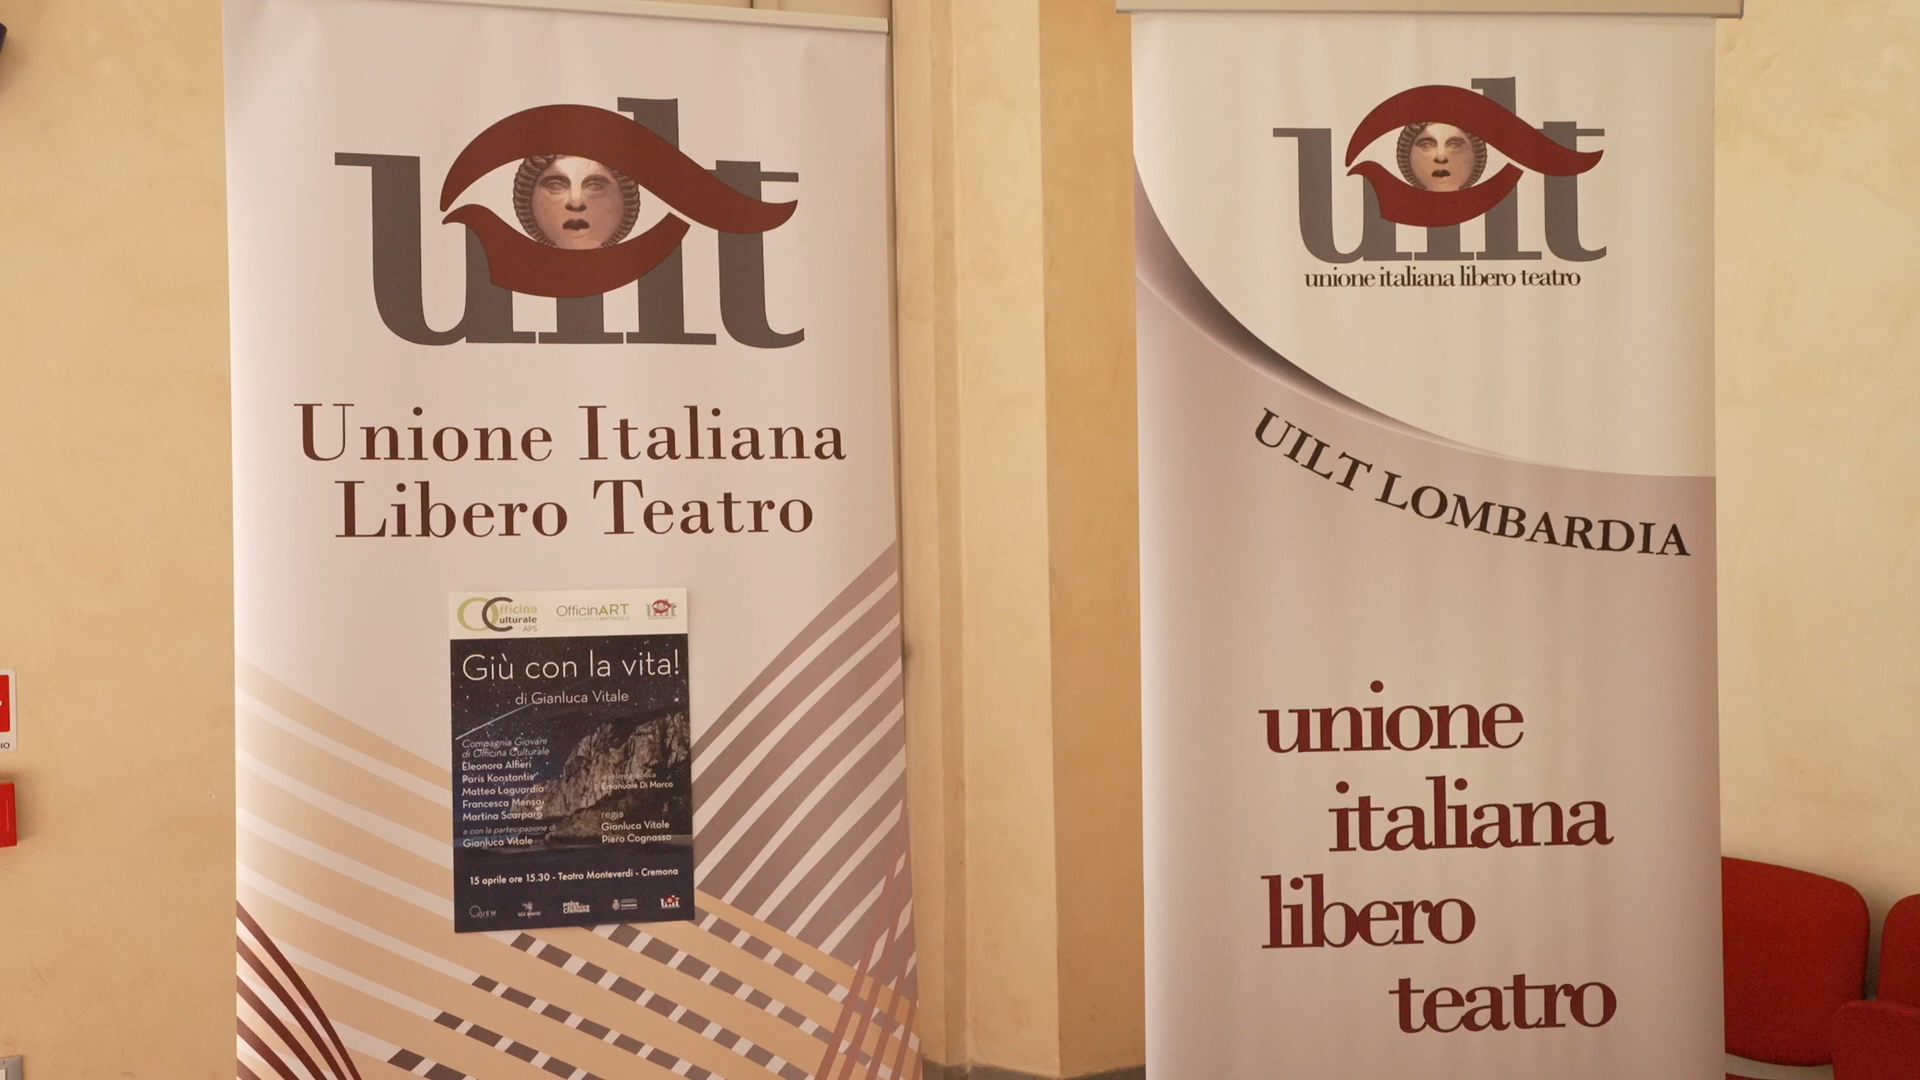 uilt
Unione Italiana
Libero Teatro
Officina
Culturale
APS
OfficinART
uilt
Giù con la vita!
di Gianluca Vitale
Compagnia Giovani
di Officina Culturale
Eleonora Alfieri
Paris Konstantis
Matteo Laguardia
Francesca Mensa
Martina Scarparo
e con la partecipazione di
Gianluca Vitale
Emanuale Di Marco
regia
Gianluca Vitale
Piero Cognasso
15 aprile ore 15.30 - Teatro Monteverdi - Cremona
uilt
uilt
unione italiana libero teatro
UILT LOMBARDIA
unione
italiana
libero
teatro